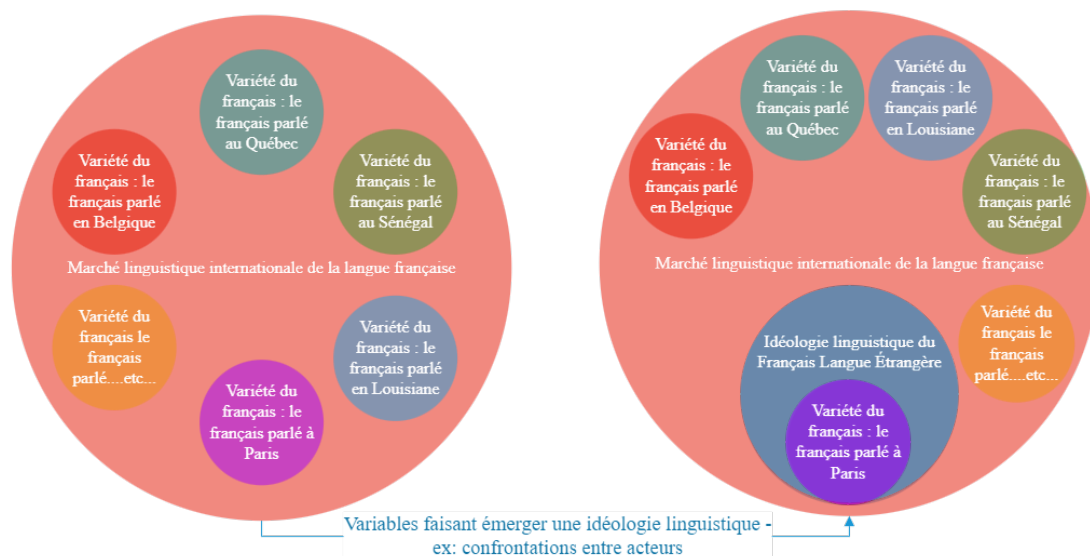 Variété du
français : le
français parlé
au Québec
Variété du
français : le
français parlé
en Belgique
Variété du
français : le
français parlé
au Sénégal
Marché linguistique internationale de la langue française
Variété du
français le
français
parlé....etc...
Variété du
français : le
français parlé
en Louisiane
Variété du
français : le
français parlé à
Paris
Variété du
français : le
français parlé
au Québec
Variété du
français : le
français parlé
en Louisiane
Variété du
français : le
français parlé
en Belgique
Variété du
français : le
français parlé
au Sénégal
Marché linguistique internationale de la langue française
Idéologie linguistique du
Français Langue Étrangère
Variété du
français le
français
parlé....etc...
Variété du
français : le
français parlé à
Paris
Variables faisant émerger une idéologie linguistique -
ex: confrontations entre acteurs